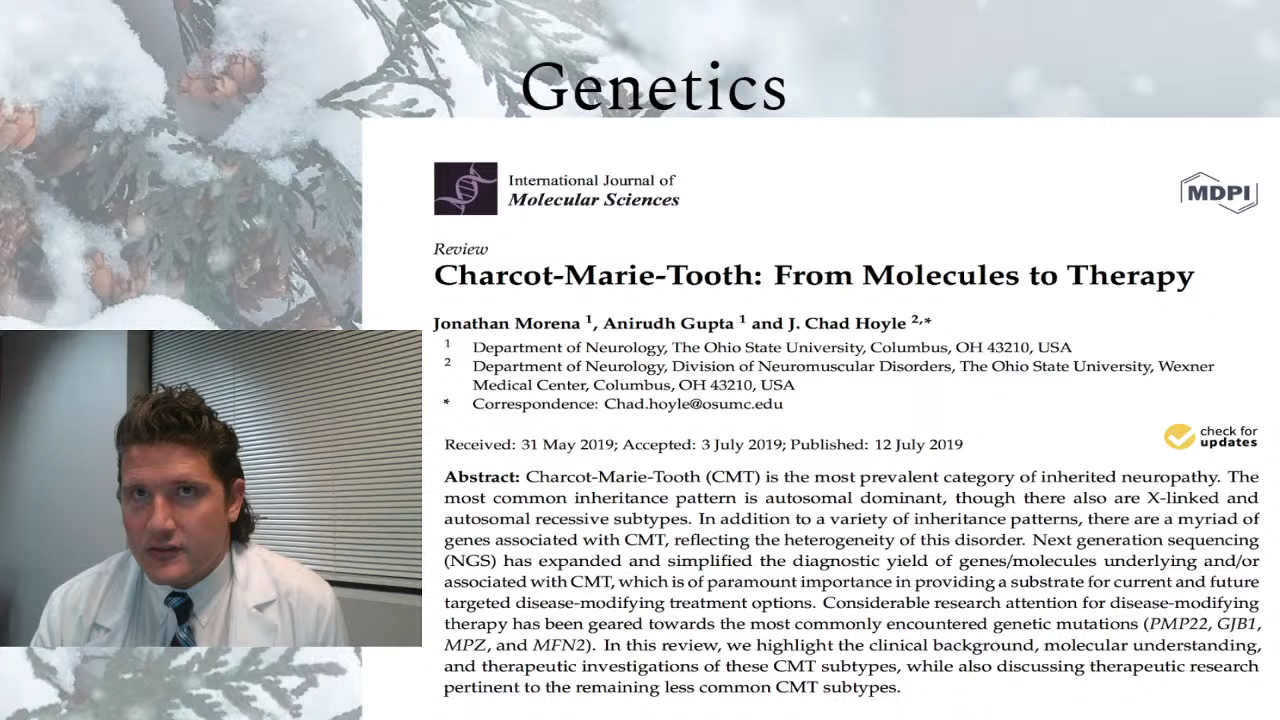 Genetics
International Journal of
Molecular Sciences
MDPI
Review
Charcot-Marie-Tooth: From Molecules to Therapy
Jonathan Morena 1, Anirudh Gupta 1 and J. Chad Hoyle 2,*
1 Department of Neurology, The Ohio State University, Columbus, OH 43210, USA
2 Department of Neurology, Division of Neuromuscular Disorders, The Ohio State University, Wexner
Medical Center, Columbus, OH 43210, USA
* Correspondence: Chad.hoyle@osumc.edu
Received: 31 May 2019; Accepted: 3 July 2019; Published: 12 July 2019
check for
updates
Abstract: Charcot-Marie-Tooth (CMT) is the most prevalent category of inherited neuropathy. The
most common inheritance pattern is autosomal dominant, though there also are X-linked and
autosomal recessive subtypes. In addition to a variety of inheritance patterns, there are a myriad of
genes associated with CMT, reflecting the heterogeneity of this disorder. Next generation sequencing
(NGS) has expanded and simplified the diagnostic yield of genes/molecules underlying and/or
associated with CMT, which is of paramount importance in providing a substrate for current and future
targeted disease-modifying treatment options. Considerable research attention for disease-modifying
therapy has been geared towards the most commonly encountered genetic mutations (PMP22, GJB1,
MPZ, and MFN2). In this review, we highlight the clinical background, molecular understanding,
and therapeutic investigations of these CMT subtypes, while also discussing therapeutic research
pertinent to the remaining less common CMT subtypes.